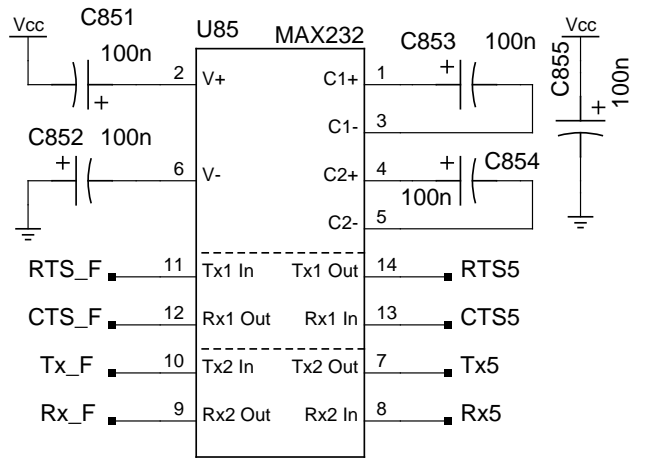 Vcc
C851
100n
U85
MAX232
C853
100n
C855
Vcc
100n
2
V+
C1+
1
C1-
3
C852
100n
6
V-
C2+
4
C854
100n
C2-
5
RTS_F
11
Tx1 In
Tx1 Out
14
RTS5
CTS_F
12
Rx1 Out
Rx1 In
13
CTS5
Tx_F
10
Tx2 In
Tx2 Out
7
Tx5
Rx_F
9
Rx2 Out
Rx2 In
8
Rx5